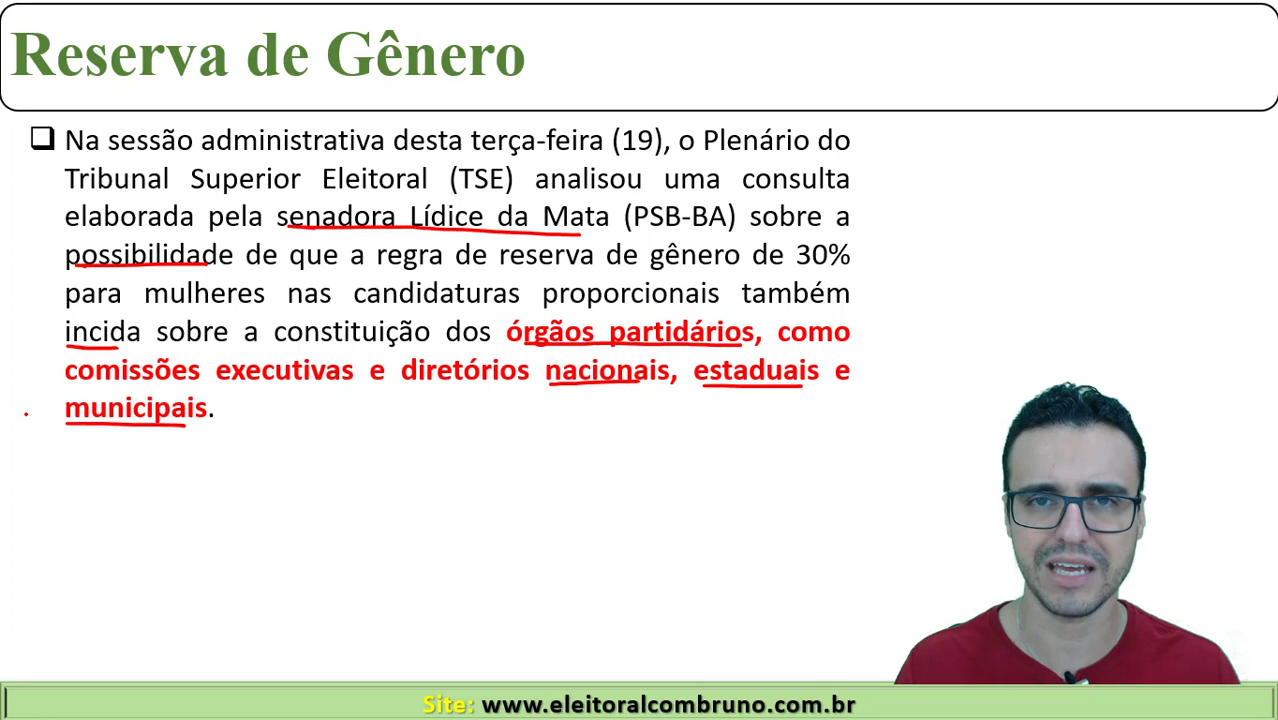 Reserva de Gênero
❑ Na sessão administrativa desta terça-feira (19), o Plenário do
Tribunal Superior Eleitoral (TSE) analisou uma consulta
elaborada pela senadora Lídice da Mata (PSB-BA) sobre a
possibilidade de que a regra de reserva de gênero de 30%
para mulheres nas candidaturas proporcionais também
incida sobre a constituição dos órgãos partidários, como
comissões executivas e diretórios nacionais, estaduais e
municipais.
Site: www.eleitoralcombruno.com.br